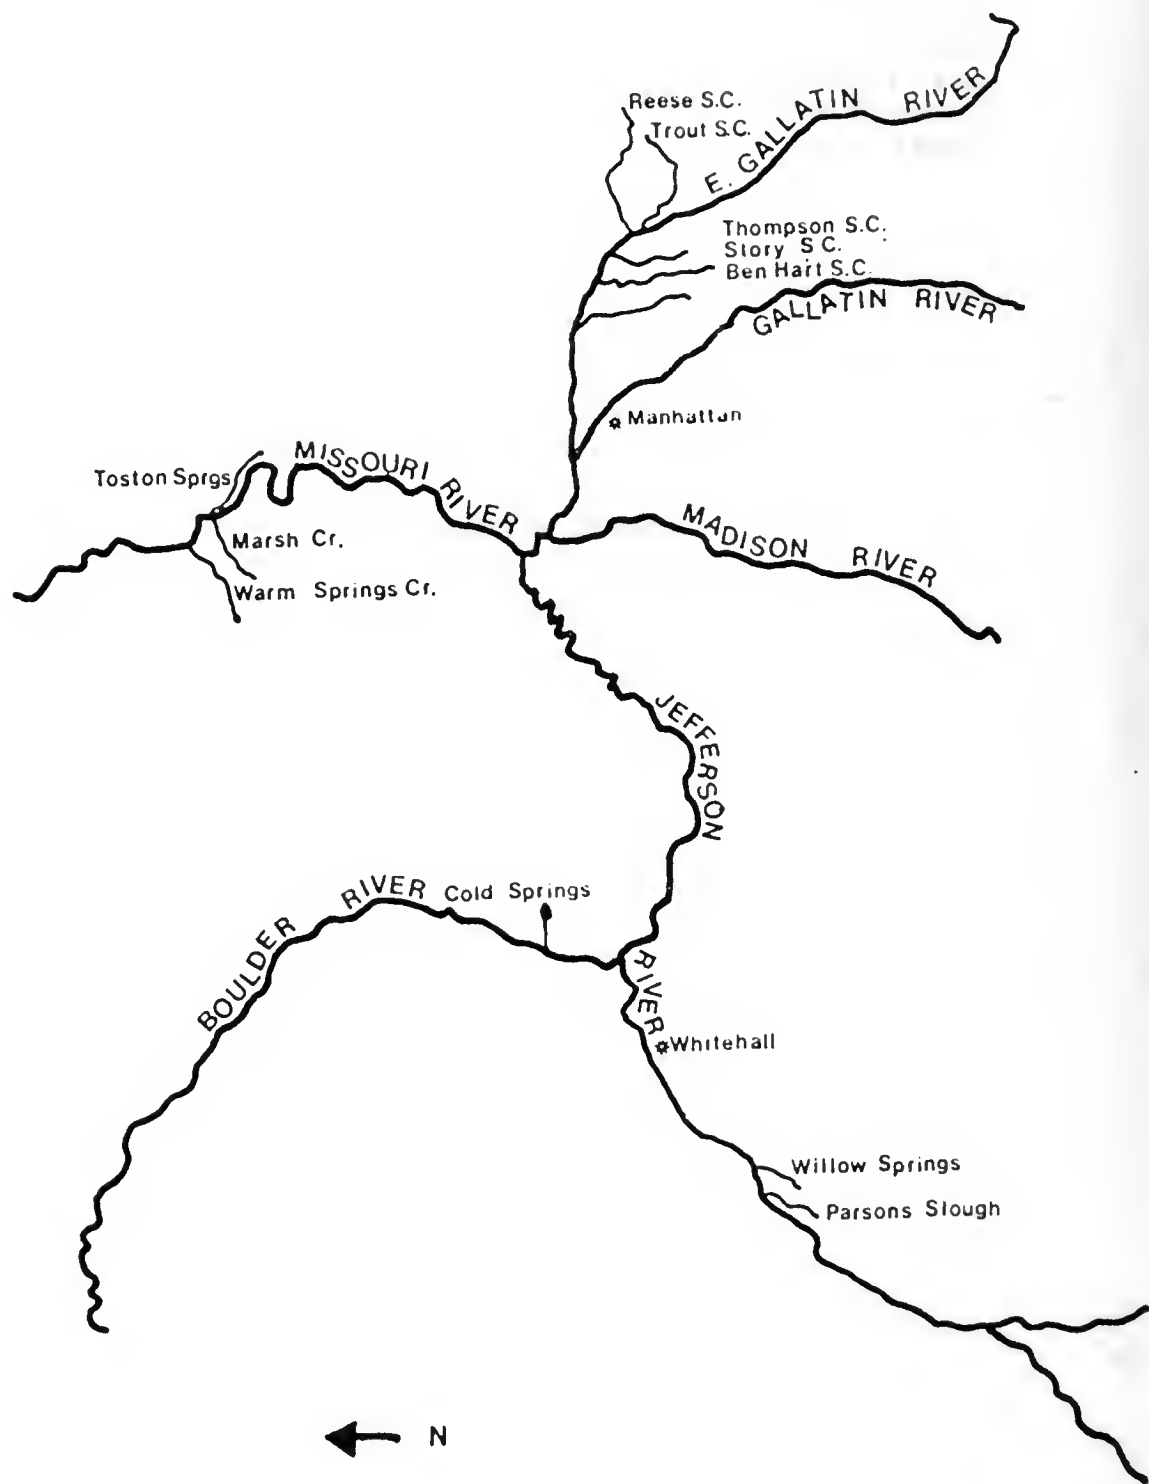 Reese S.C.
Trout S.C.
E. GALLATIN RIVER
Thompson S.C.
Story S C.
Ben Hart S.C.
GALLATIN RIVER
Manhattan
MISSOURI RIVER
Toston Sprgs
Marsh Cr.
Warm Springs Cr.
MADISON RIVER
JEFFERSON RIVER
BOULDER RIVER
Cold Springs
Whitehall
Willow Springs
Parsons Slough
N